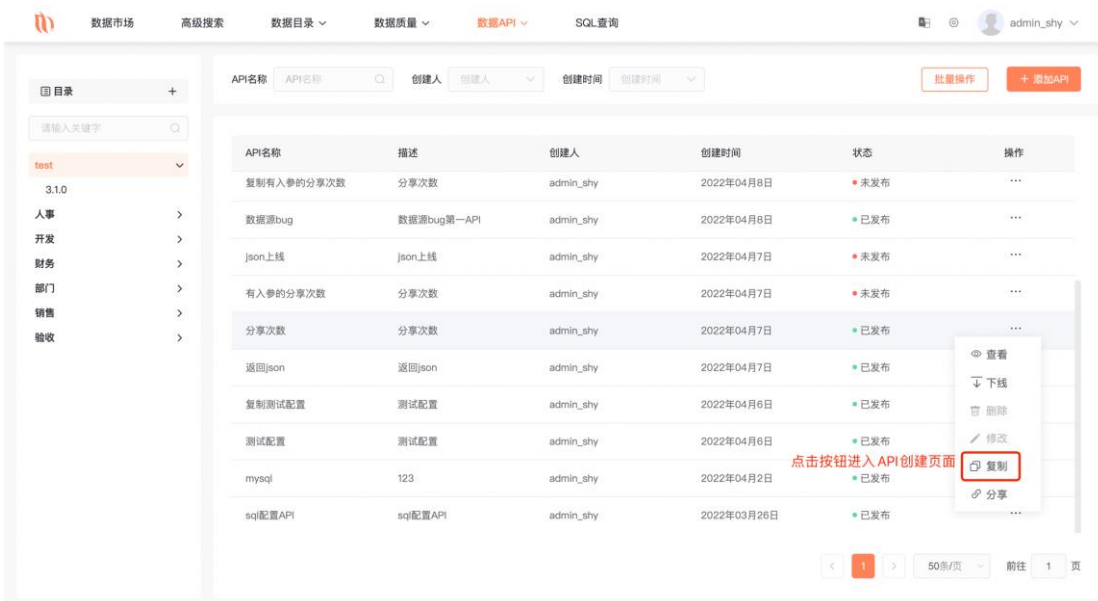 数据市场 高级搜索 数据目录 数据质量 数据API SQL查询 admin_shy
目录 +
请输入关键字
test
3.1.0
人事
开发
财务
部门
销售
验收
API名称 API名称 创建人 创建人 创建时间 创建时间 批量操作 + 添加API
API名称 描述 创建人 创建时间 状态 操作
复制有入参的分享次数 分享次数 admin_shy 2022年04月8日 未发布 ...
数据源bug 数据源bug第一API admin_shy 2022年04月8日 已发布 ...
json上线 json上线 admin_shy 2022年04月7日 未发布 ...
有入参的分享次数 分享次数 admin_shy 2022年04月7日 未发布 ...
分享次数 分享次数 admin_shy 2022年04月7日 已发布 ...
返回json 返回json admin_shy 2022年04月7日 已发布
复制测试配置 测试配置 admin_shy 2022年04月6日 已发布
测试配置 测试配置 admin_shy 2022年04月6日 已发布
mysql 123 admin_shy 2022年04月2日 已发布
sql配置API sql配置API admin_shy 2022年03月26日 已发布 ...
查看
下线
删除
修改
点击按钮进入API创建页面
复制
分享
< 1 > 50条/页 前往 1 页